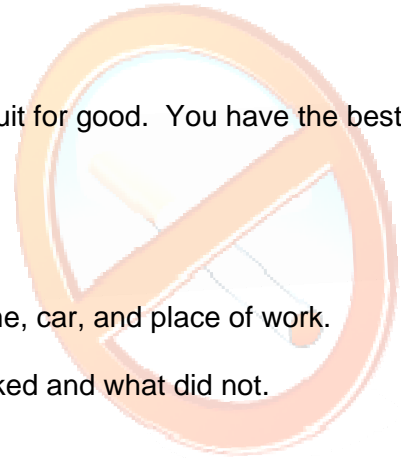 uit for good.  You have the best
ne, car, and place of work.
ked and what did not.